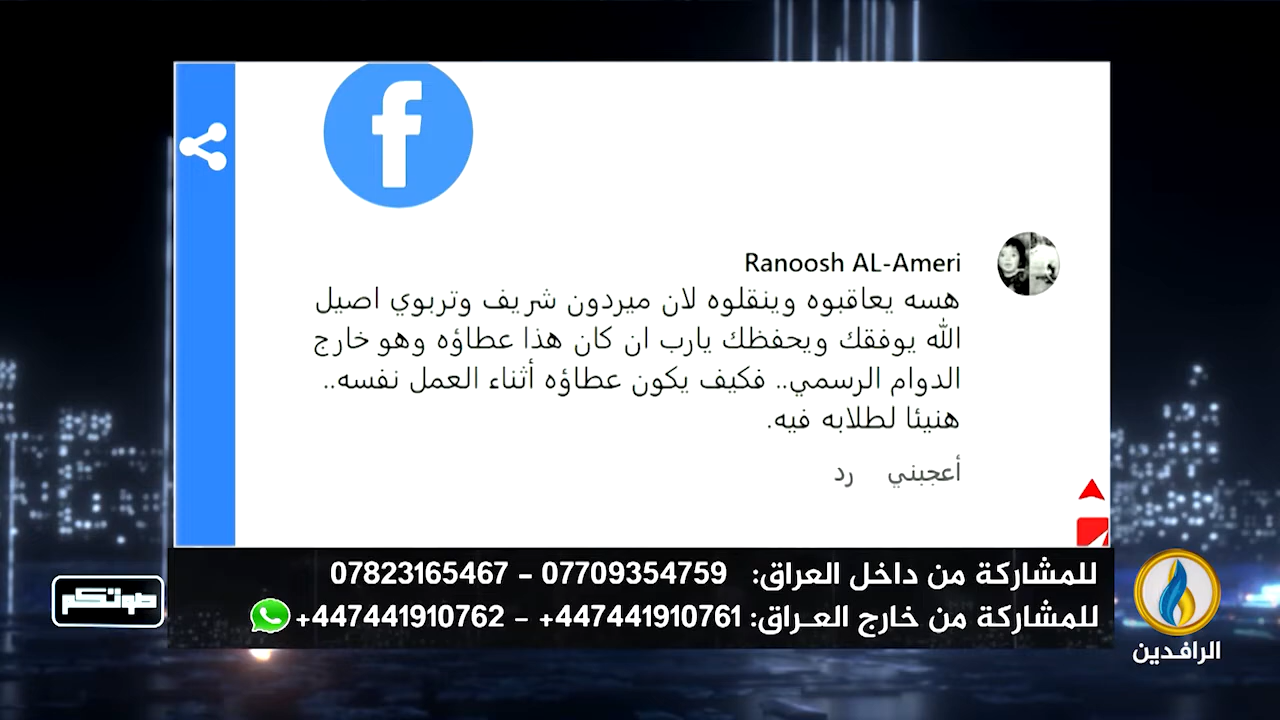 Ranoosh AL-Ameri
هسه يعاقبوه وينقلوه لان ميردون شريف وتربوي اصيل
الله يوفقك ويحفظك يارب ان كان هذا عطاؤه وهو خارج
الدوام الرسمي.. فكيف يكون عطاؤه أثناء العمل نفسه..
هنيئا لطلابه فيه.
أعجبني رد
للمشاركة من داخل العراق: 07709354759 - 07823165467
للمشاركة من خارج العـراق: 447441910761+ - 447441910762+
صوتكم
الرافدين